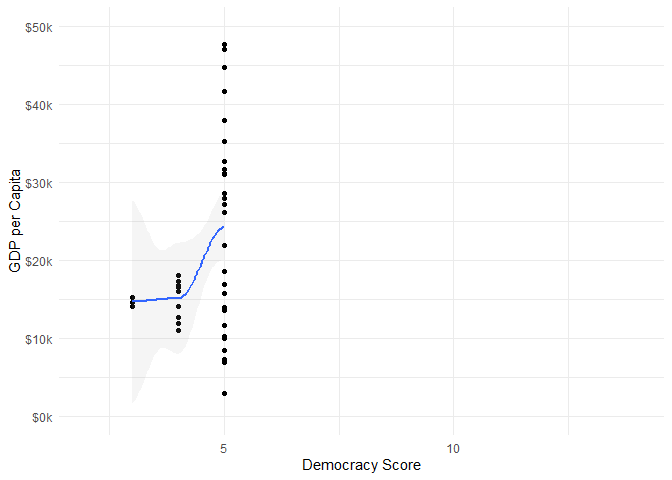 $50k
$40k
$30k
$20k
$10k
$0k
GDP per Capita
5
10
Democracy Score